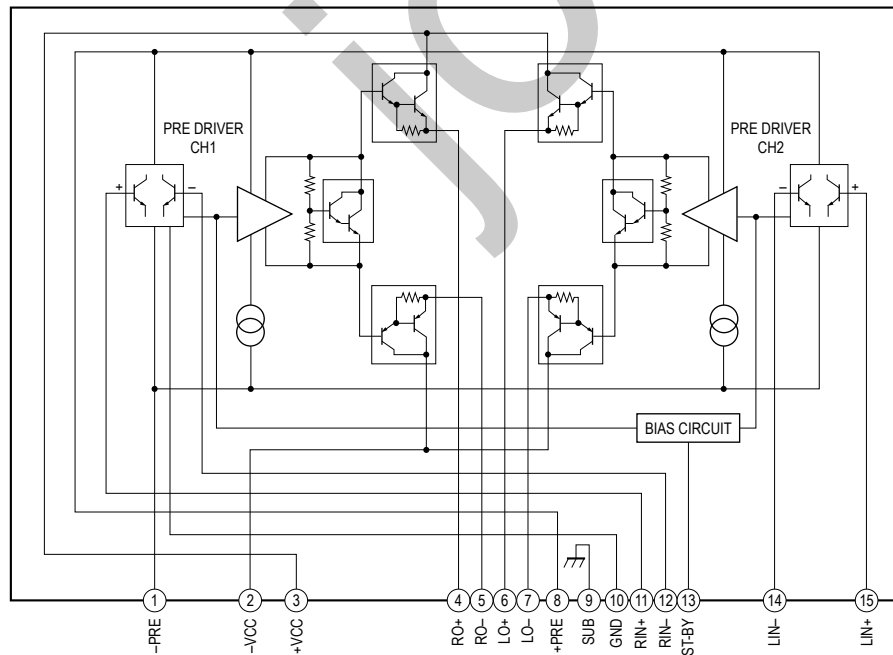 PRE DRIVER
CH1
PRE DRIVER
CH2
+
–
–
+
BIAS CIRCUIT
1
2
3
4
5
6
7
8
9
10
11
12
13
14
15
–PRE
–VCC
+VCC
RO+
RO–
LO+
LO–
+PRE
SUB
GND
RIN+
RIN–
ST-BY
LIN–
LIN+